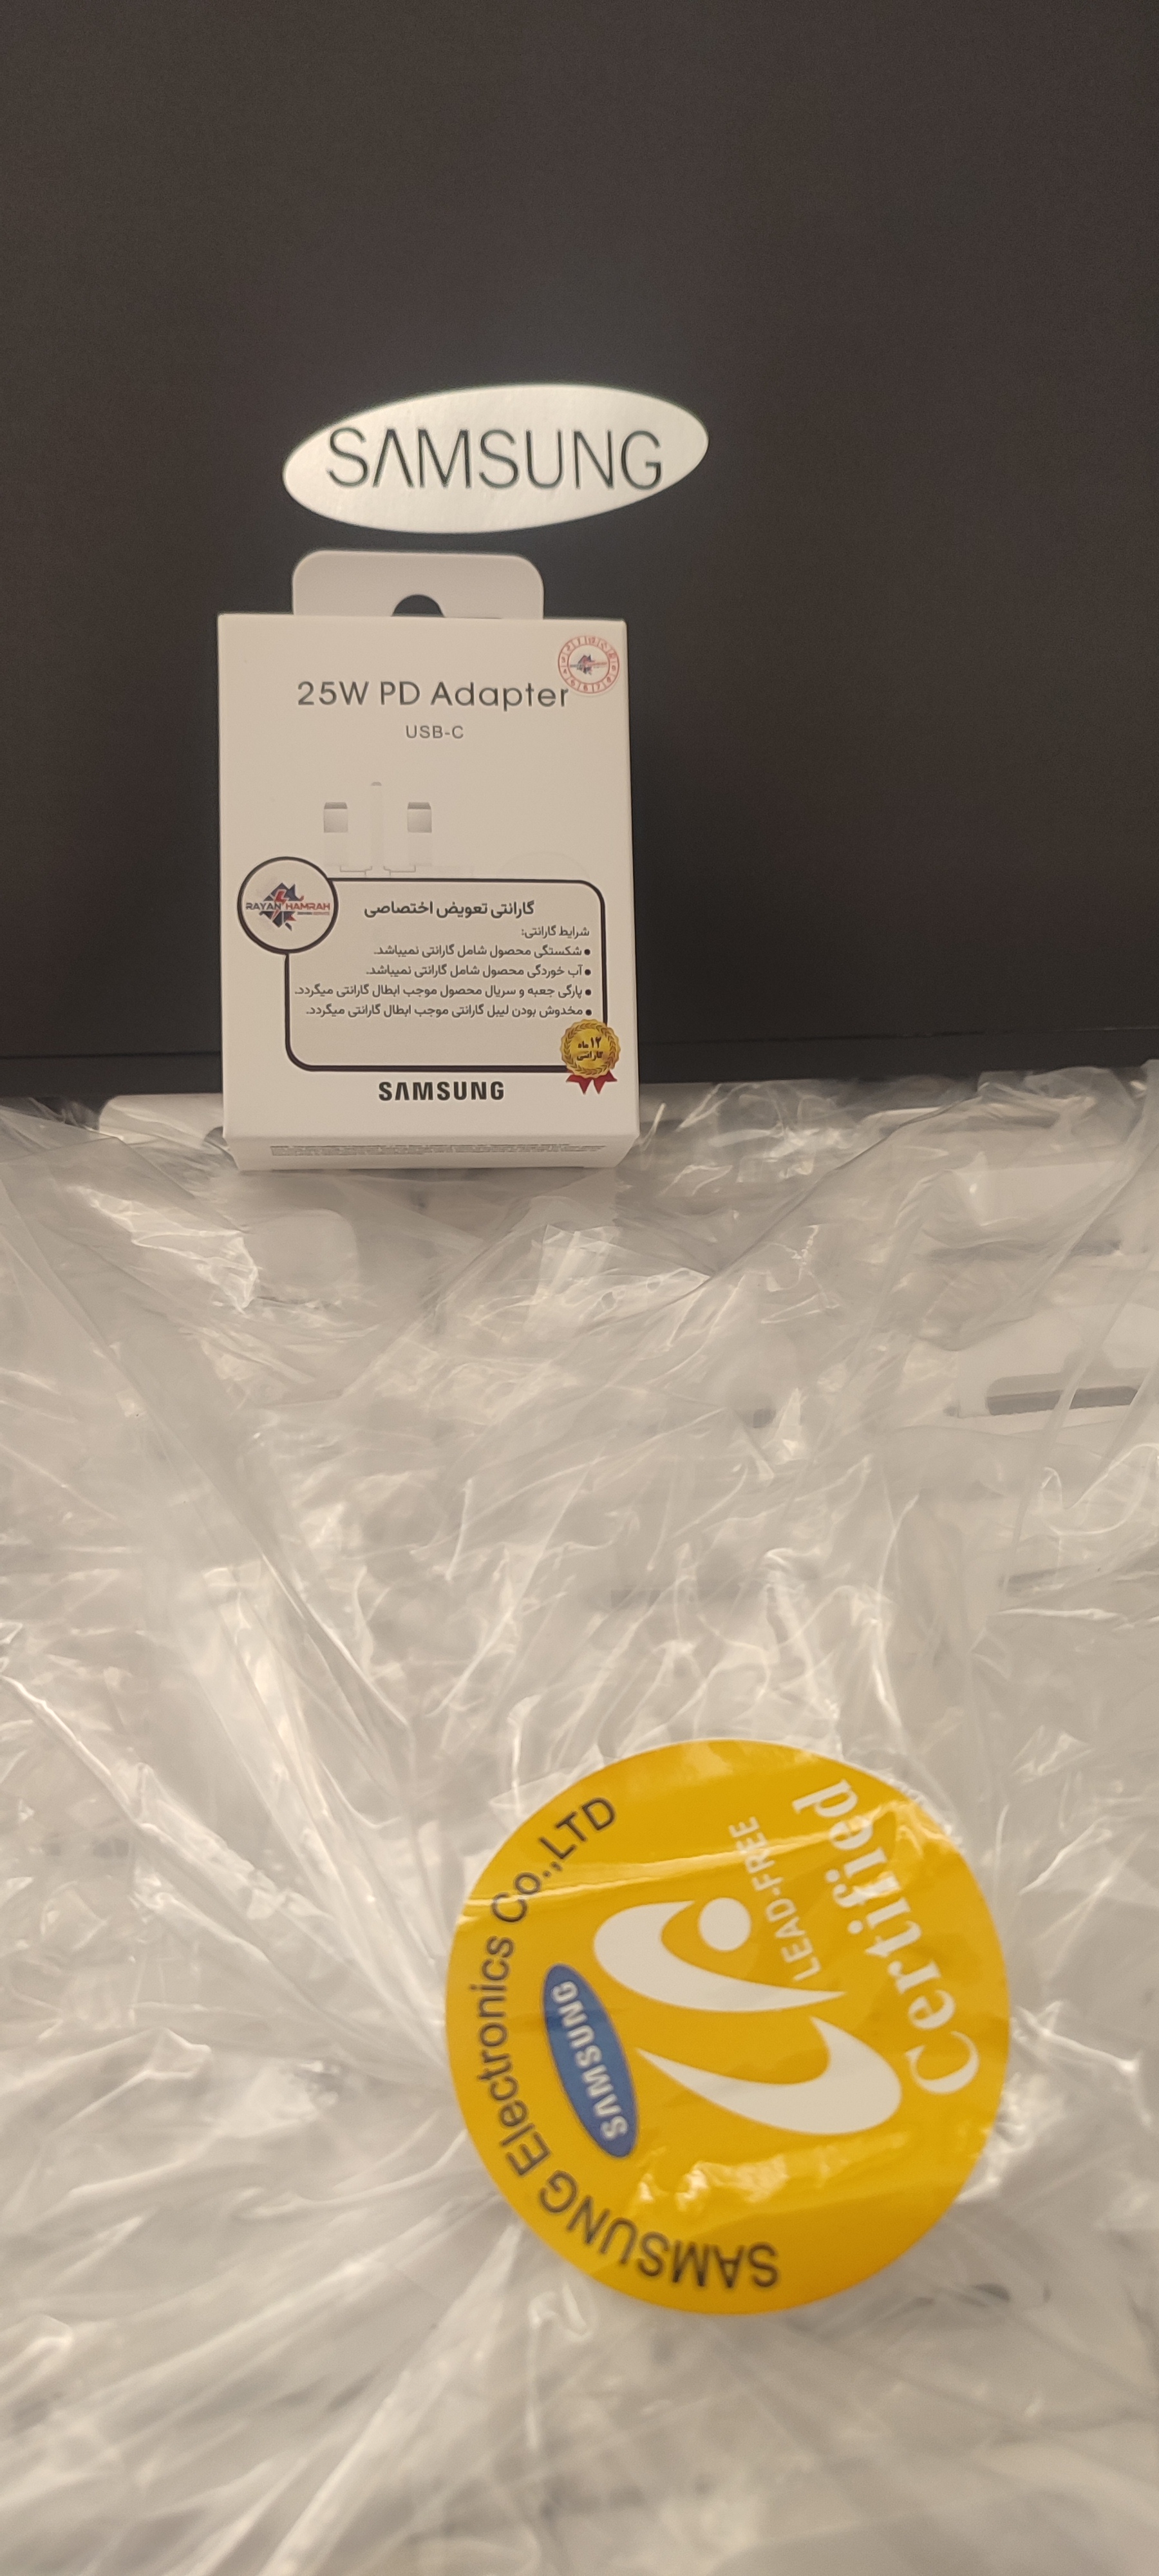 SAMSUNG
25W PD Adapter
USB-C
RAYAN HAMRAH
گارانتی تعویض اختصاصی
شرایط گارانتی:
• شکستگی محصول شامل گارانتی نمیباشد.
• آب خوردگی محصول شامل گارانتی نمیباشد.
• پارگی جعبه و سریال محصول موجب ابطال گارانتی میگردد.
• مخدوش بودن لیبل گارانتی موجب ابطال گارانتی میگردد.
۱۲ ماه
گارانتی
SAMSUNG
SAMSUNG Electronics Co.,LTD
SAMSUNG
LEAD-FREE
Certified